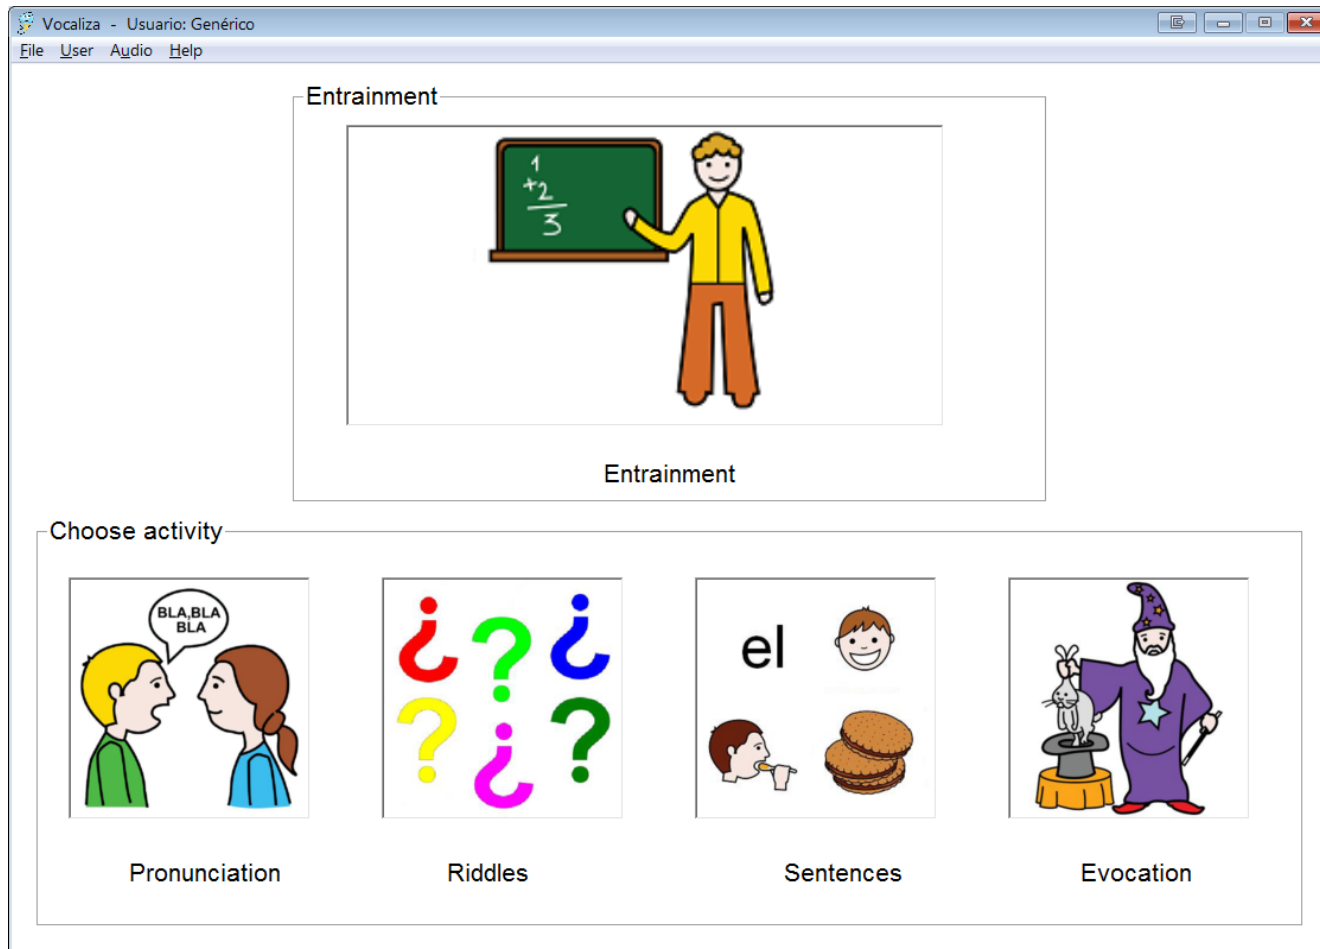 Vocaliza - Usuario: Genérico
File User Audio Help
Entrainment
1
+2
3
Entrainment
Choose activity
BLA,BLA
BLA
¿ ? ¿
el
? ¿ ?
Pronunciation Riddles Sentences Evocation